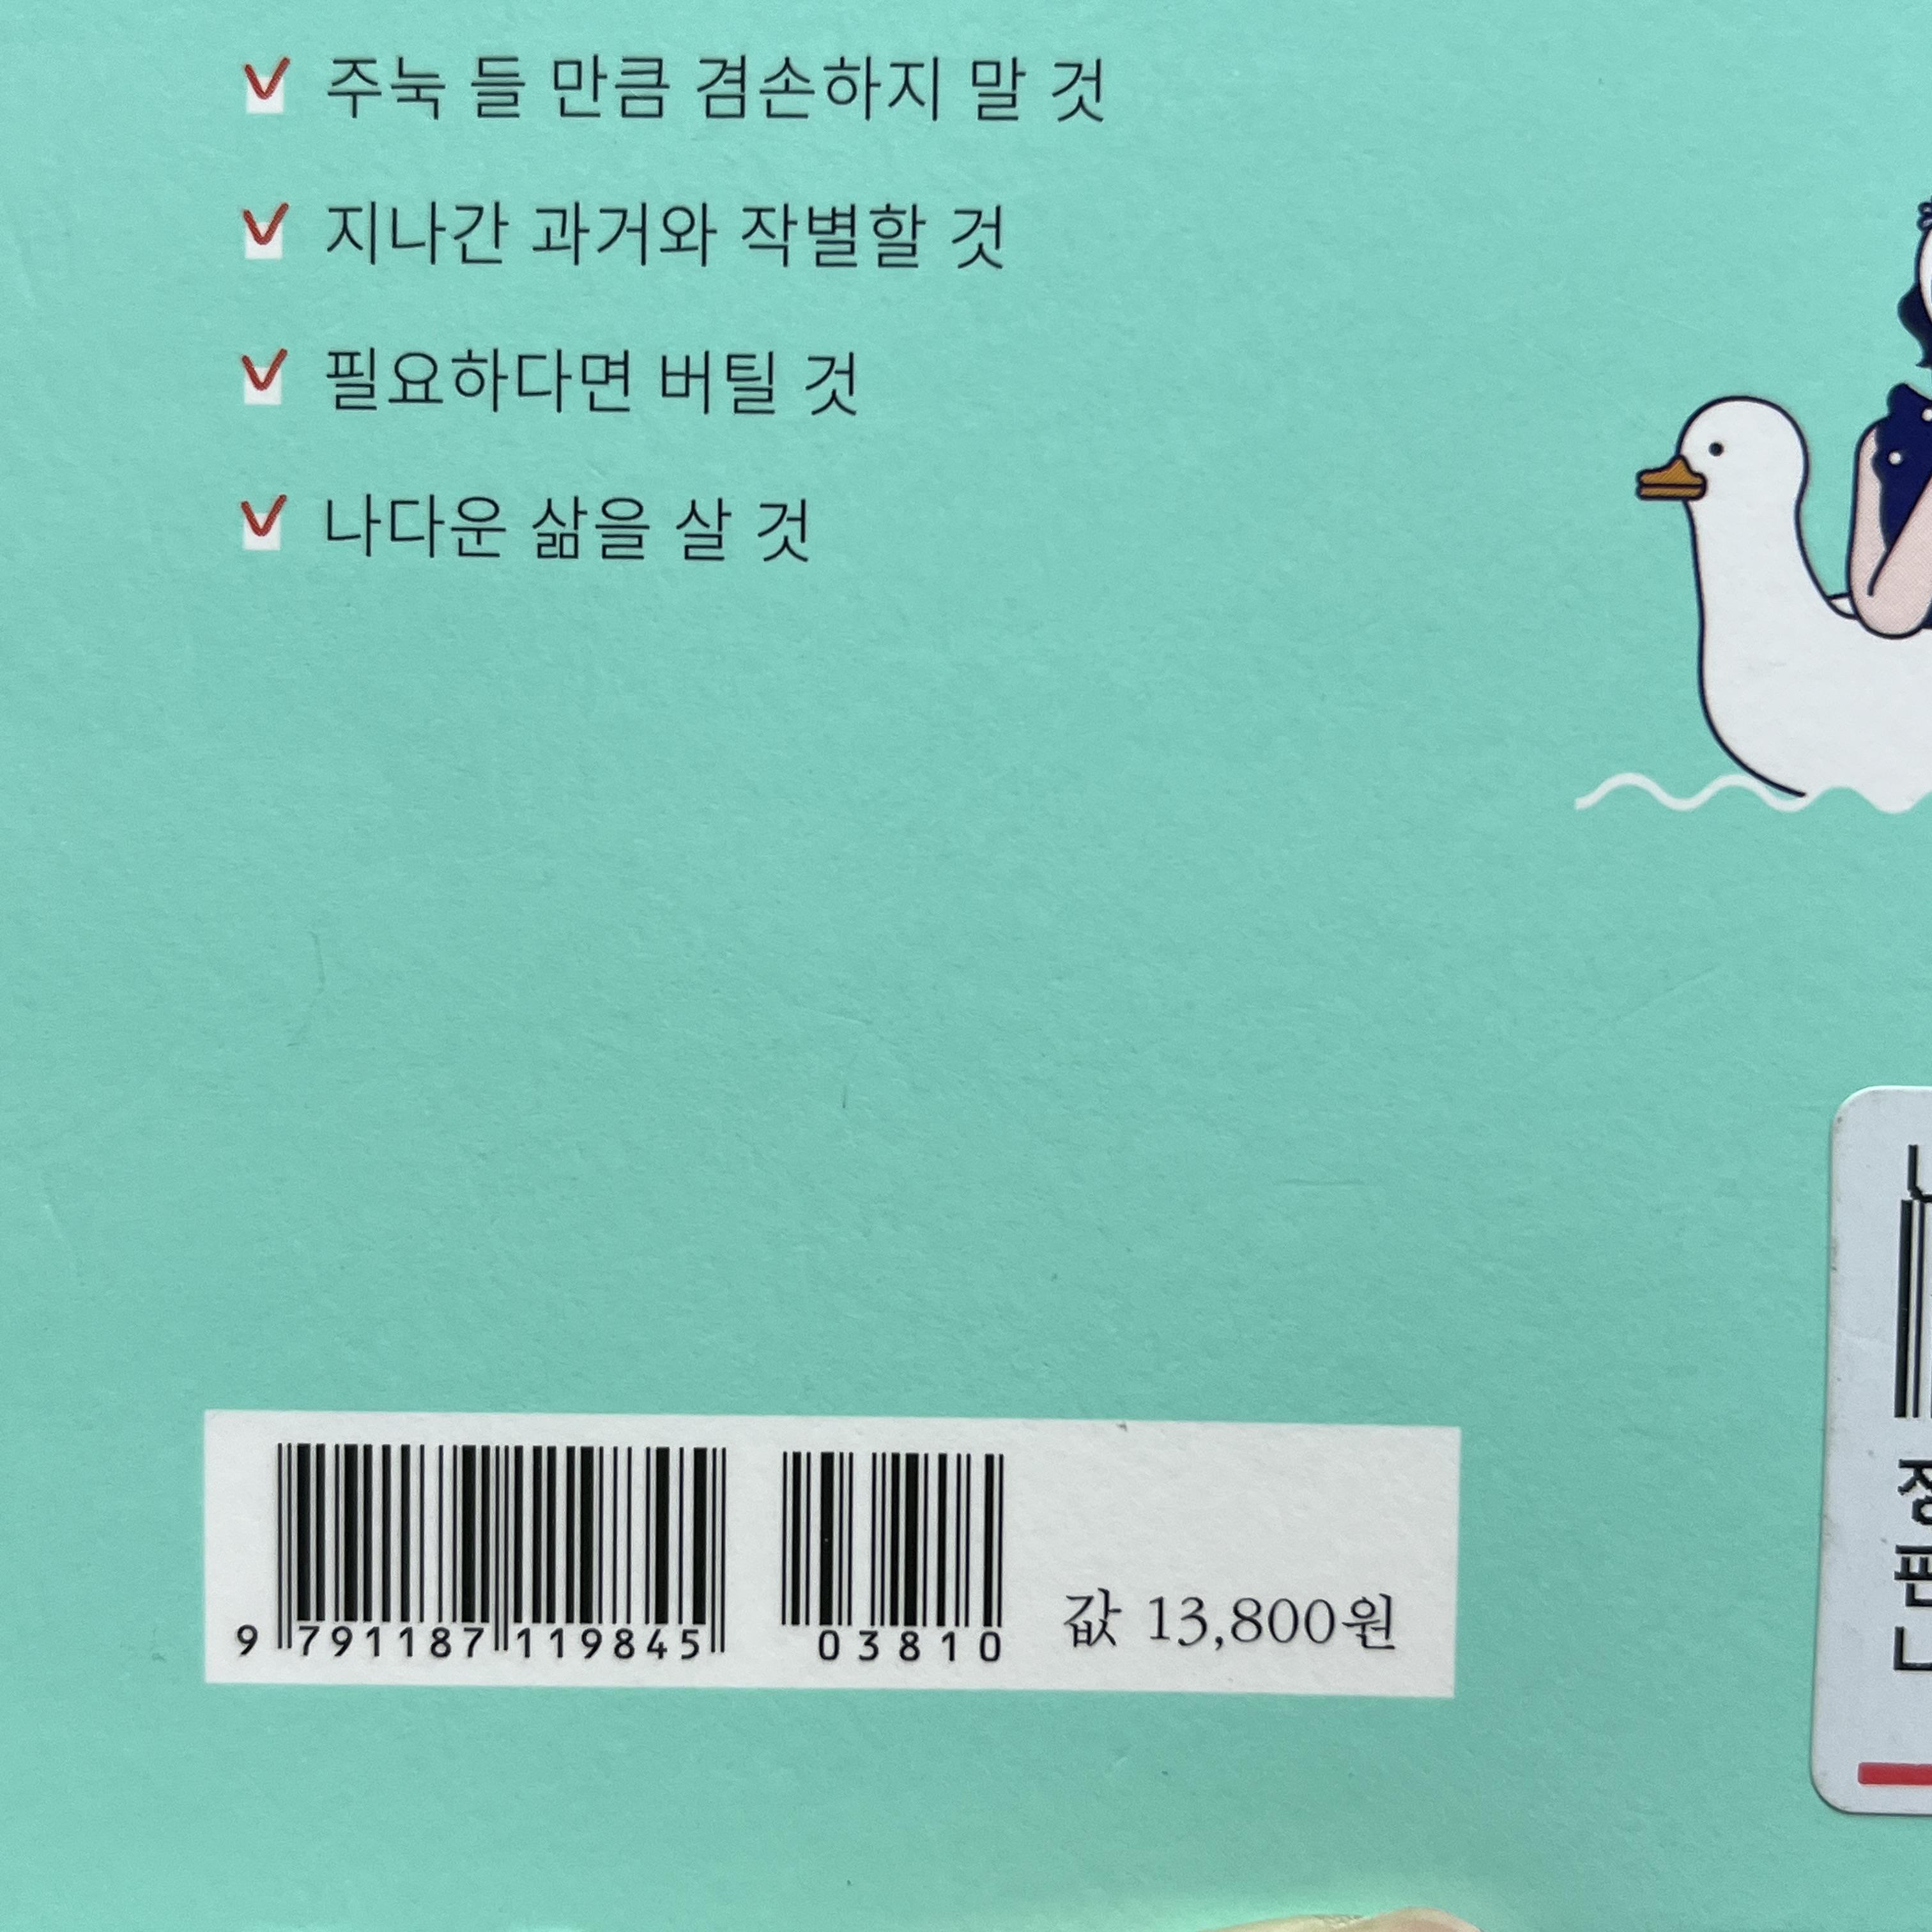 주눅 들 만큼 겸손하지 말 것
지나간 과거와 작별할 것
필요하다면 버틸 것
나다운 삶을 살 것
9 791187 119845
03810
값 13,800원